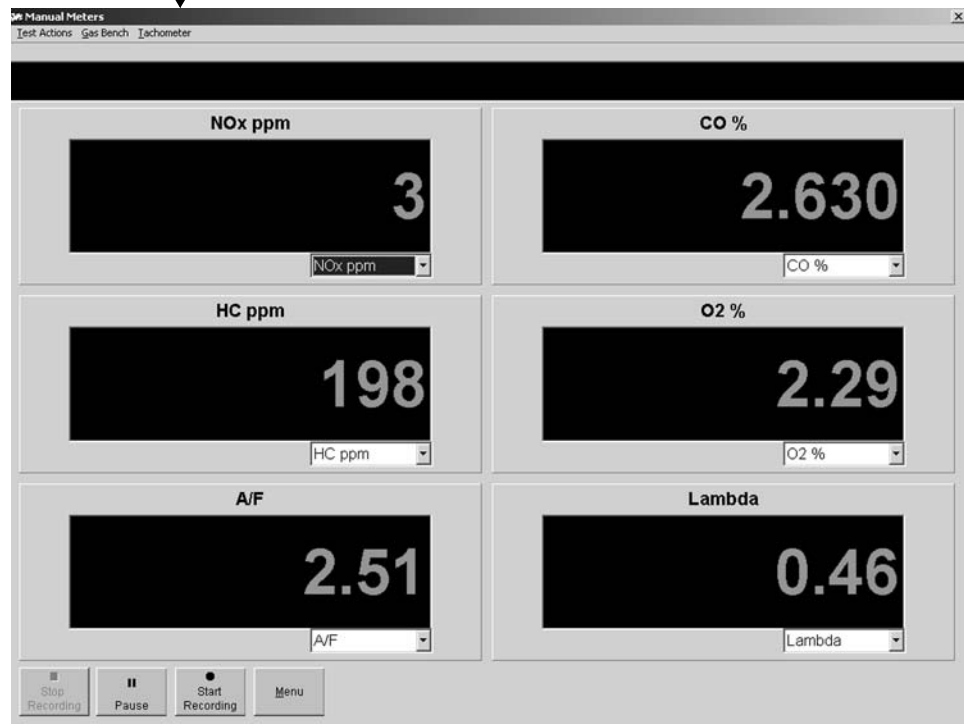 Manual Meters
Test Actions Gas Bench Tachometer
NOx ppm
3
NOx ppm
CO %
2.630
CO %
HC ppm
198
HC ppm
O2 %
2.29
O2 %
A/F
2.51
A/F
Lambda
0.46
Lambda
Stop
Recording
Pause
Start
Recording
Menu